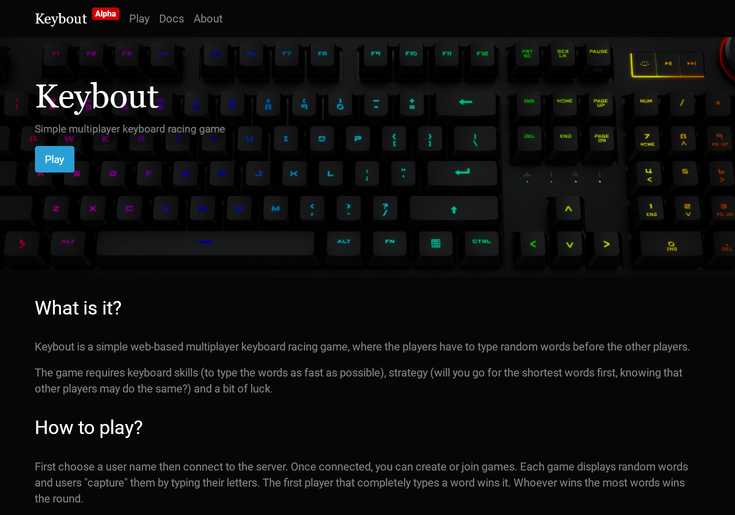 Keybout Alpha Play Docs About
Keybout
Simple multiplayer keyboard racing game
Play
What is it?
Keybout is a simple web-based multiplayer keyboard racing game, where the players have to type random words before the other players.
The game requires keyboard skills (to type the words as fast as possible), strategy (will you go for the shortest words first, knowing that
other players may do the same?) and a bit of luck.
How to play?
First choose a user name then connect to the server. Once connected, you can create or join games. Each game displays random words
and users "capture" them by typing their letters. The first player that completely types a word wins it. Whoever wins the most words wins
the round.